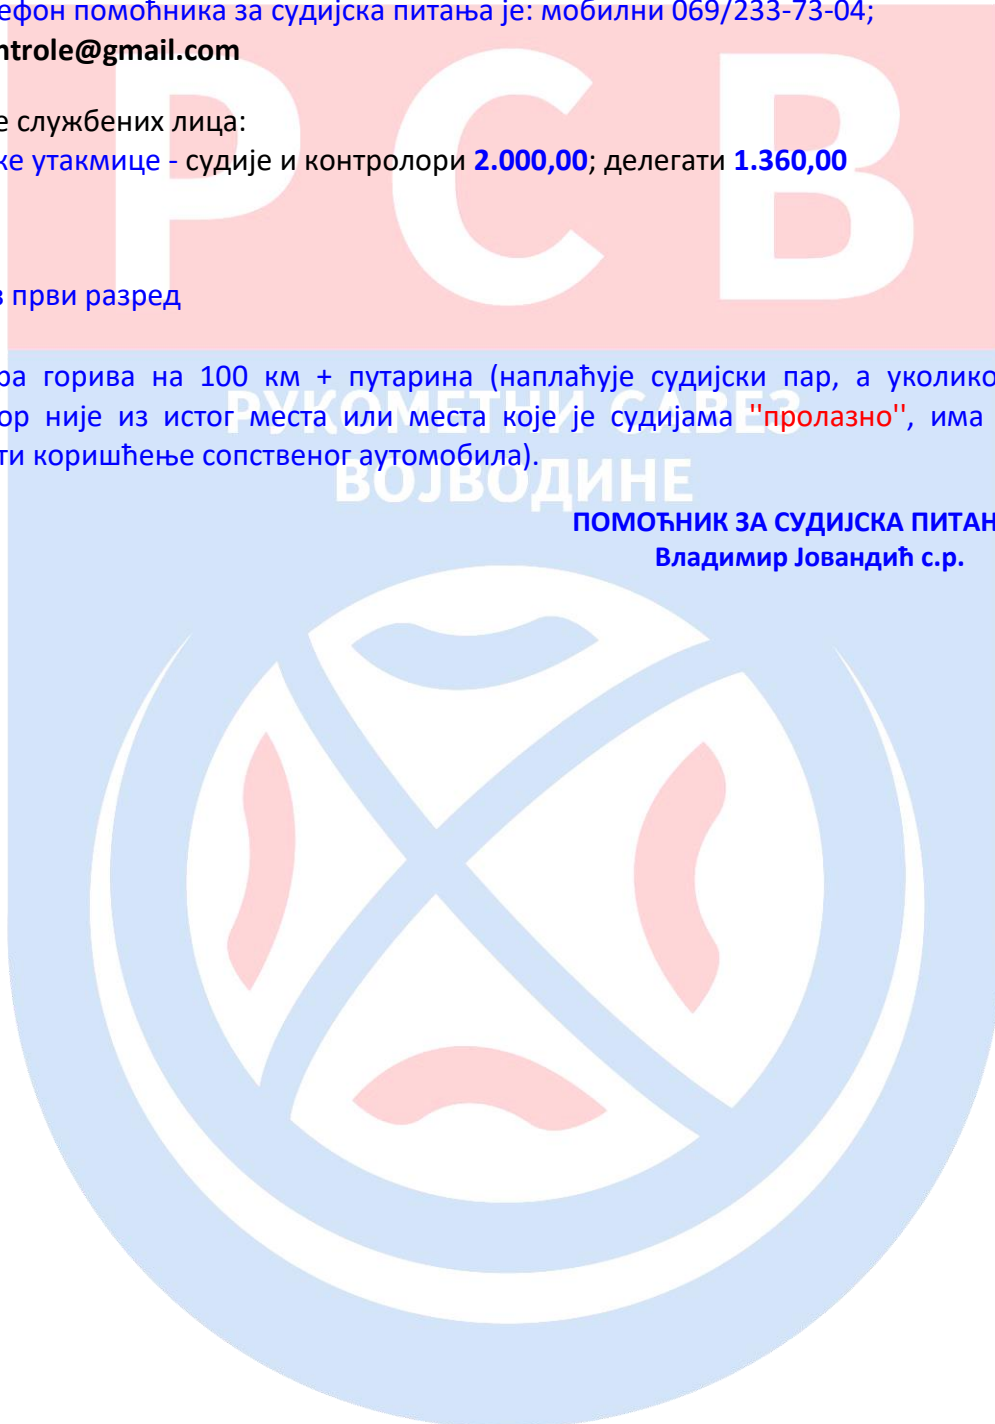 ефон помоћника за судијска питања је: мобилни 069/233-73-04;
ntrole@gmail.com
е службених лица:
ке утакмице - судије и контролори 2.000,00; делегати 1.360,00
в први разред
ра горива на 100 км + путарина (наплаћује судијски пар, а уколико
ор није из истог места или места које је судијама ''пролазно'', има
ти коришћење сопственог аутомобила).
ПОМОЋНИК ЗА СУДИЈСКА ПИТАН
Владимир Јовандић с.р.
РСВ
РУКОМЕТНИ САВЕЗ
ВОЈВОДИНЕ